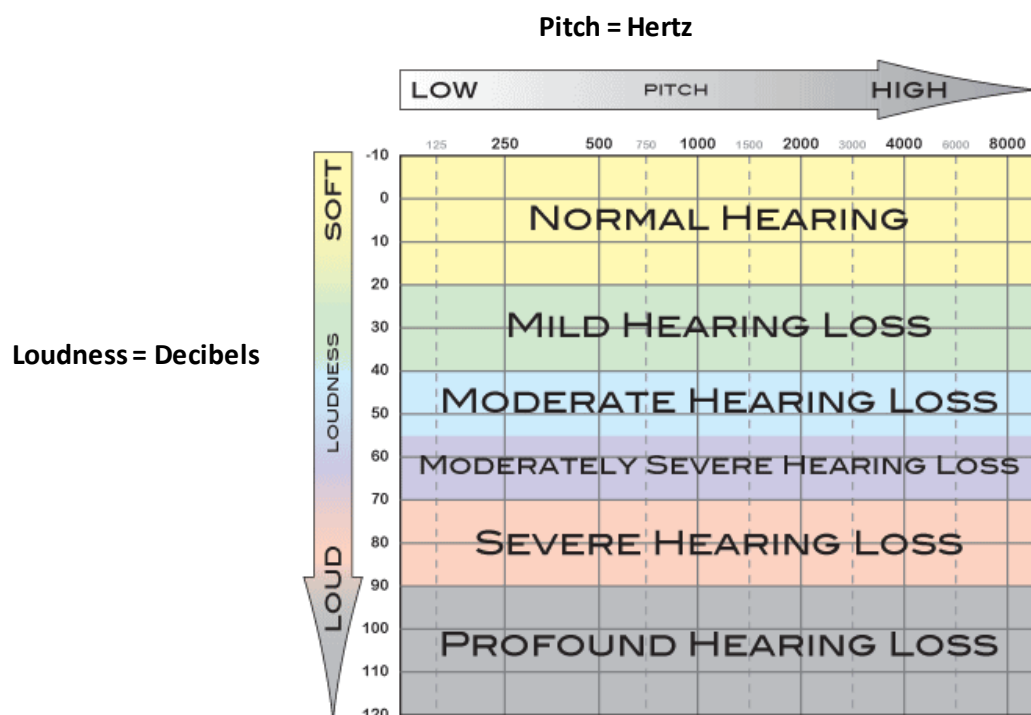 Pitch = Hertz
LOW PITCH HIGH
125 250 500 750 1000 1500 2000 3000 4000 6000 8000
-10
SOFT
0
NORMAL HEARING
10
20
MILD HEARING LOSS
30
Loudness = Decibels
LOUDNESS
40
MODERATE HEARING LOSS
50
60
MODERATELY SEVERE HEARING LOSS
70
80
SEVERE HEARING LOSS
LOUD
90
100
PROFOUND HEARING LOSS
110
120